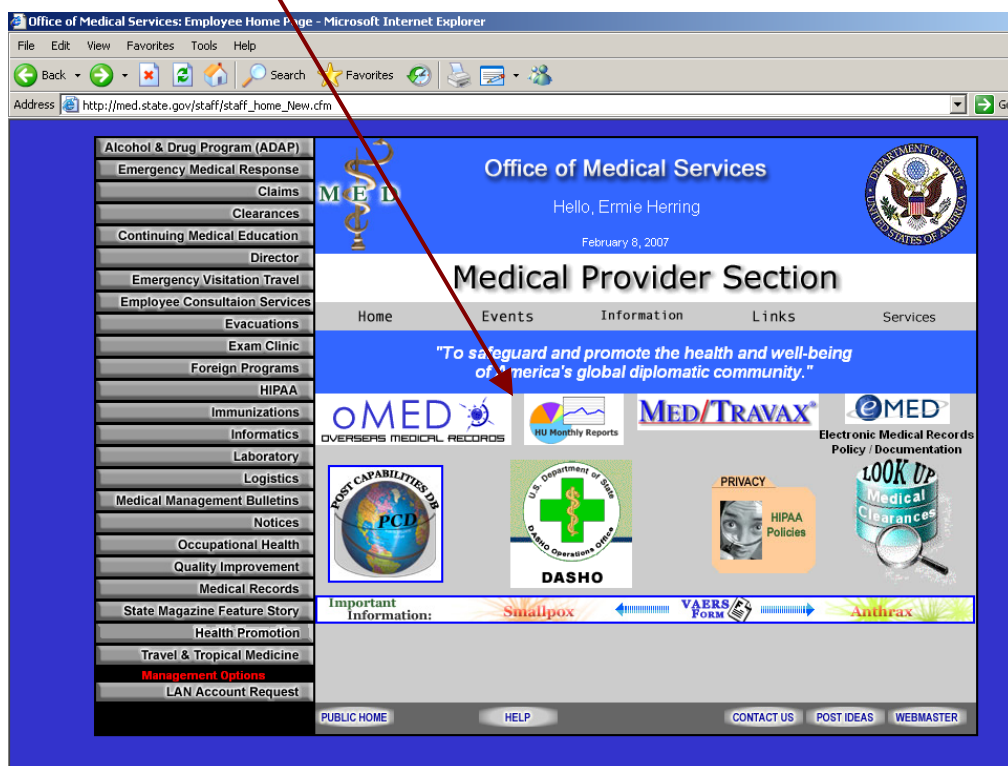 Office of Medical Services: Employee Home Page - Microsoft Internet Explorer
File Edit View Favorites Tools Help
Back Search Favorites
Address http://med.state.gov/staff/staff_home_New.cfm
Alcohol & Drug Program (ADAP)
Emergency Medical Response
Claims
Clearances
Continuing Medical Education
Director
Emergency Visitation Travel
Employee Consultaion Services
Evacuations
Exam Clinic
Foreign Programs
HIPAA
Immunizations
Informatics
Laboratory
Logistics
Medical Management Bulletins
Notices
Occupational Health
Quality Improvement
Medical Records
State Magazine Feature Story
Health Promotion
Travel & Tropical Medicine
Management Options
LAN Account Request
MED
Office of Medical Services
Hello, Ermie Herring
February 8, 2007
DEPARTMENT OF STATE
UNITED STATES OF AMERICA
Medical Provider Section
Home Events Information Links Services
"To safeguard and promote the health and well-being
of America's global diplomatic community."
oMED
OVERSEAS MEDICAL RECORDS
HU Monthly Reports
MED/TRAVAX®
eMED
Electronic Medical Records
Policy / Documentation
POST CAPABILITIES DB
PCD
U.S. Department of State
DASHO Operations Office
DASHO
PRIVACY
HIPAA
Policies
LOOK UP
Medical
Clearances
Important
Information:
Smallpox
VAERS
FORM
Anthrax
PUBLIC HOME HELP CONTACT US POST IDEAS WEBMASTER